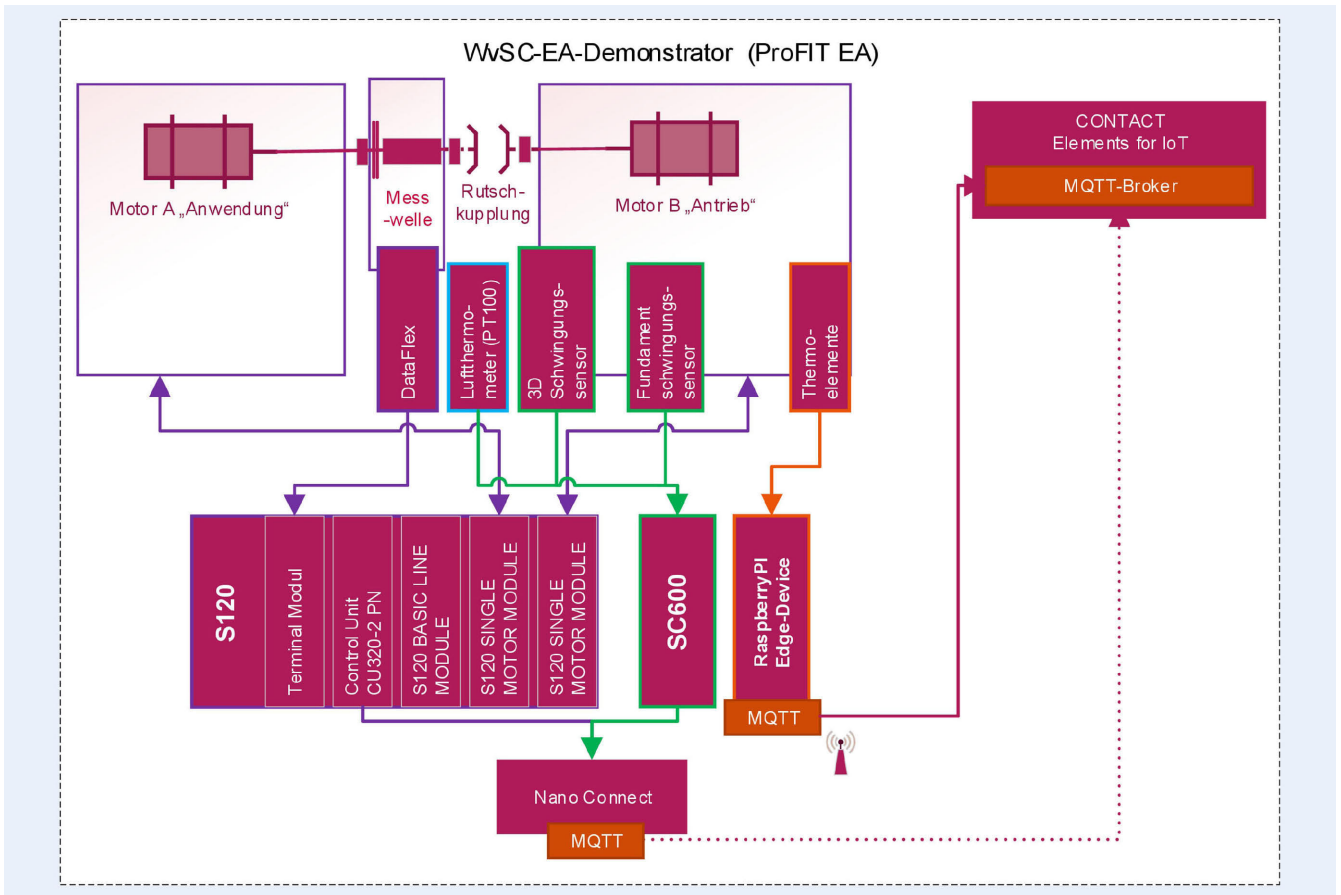 WvSC-EA-Demonstrator (ProFIT EA)
Motor A „Anwendung“
Mess
-welle
Rutsch-
kupplung
Motor B „Antrieb“
CONTACT
Elements for IoT
MQTT-Broker
DataFlex
Luftthermo-
meter (PT100)
3D
Schwingungs-
sensor
Fundament
schwingungs-
sensor
Thermo-
elemente
S120
Terminal Modul
Control Unit
CU320-2 PN
S120 BASIC LINE
MODULE
S120 SINGLE
MOTOR MODULE
S120 SINGLE
MOTOR MODULE
SC600
RaspberryPI
Edge-Device
MQTT
Nano Connect
MQTT